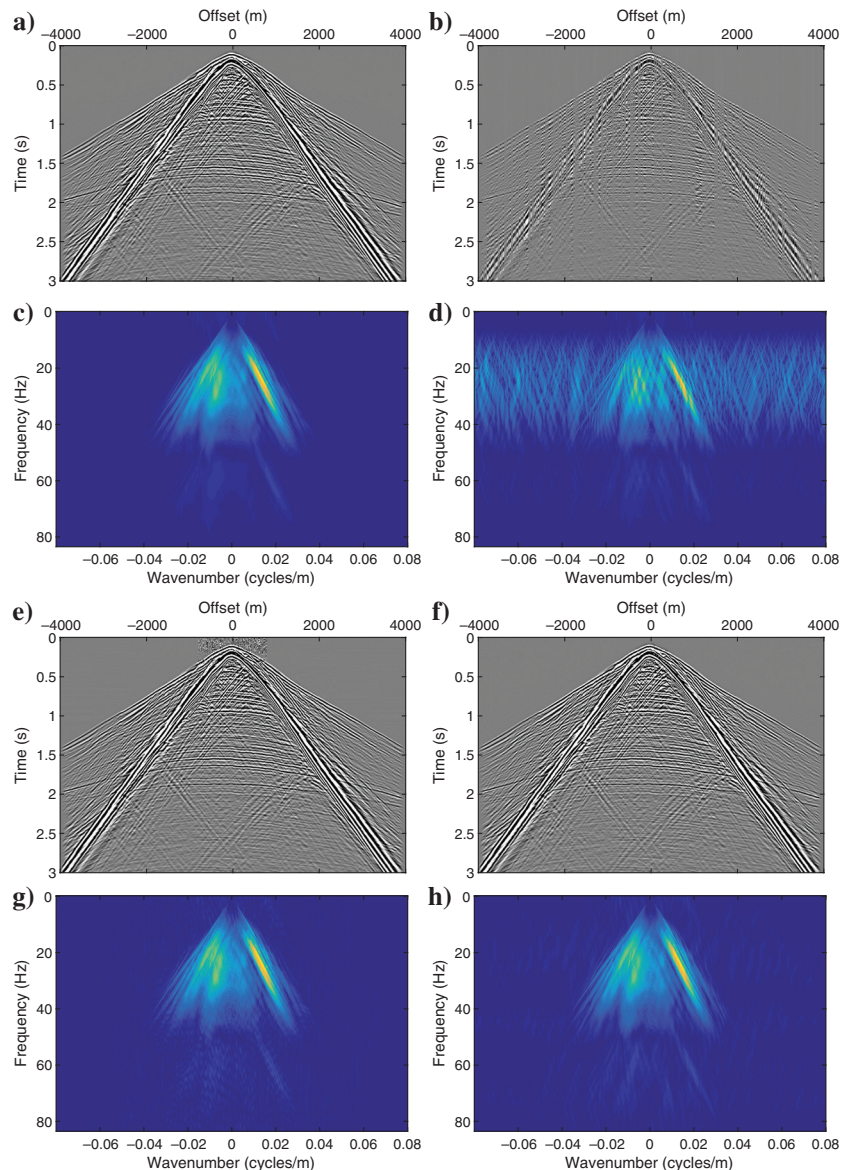 a)
Offset (m)
−4000 −2000 0 2000 4000
0
0.5
1
1.5
2
2.5
3
Time (s)
b)
Offset (m)
−4000 −2000 0 2000 4000
0
0.5
1
1.5
2
2.5
3
Time (s)
c)
0
20
40
60
80
Frequency (Hz)
−0.06 −0.04 −0.02 0 0.02 0.04 0.06 0.08
Wavenumber (cycles/m)
d)
0
20
40
60
80
Frequency (Hz)
−0.06 −0.04 −0.02 0 0.02 0.04 0.06 0.08
Wavenumber (cycles/m)
e)
Offset (m)
−4000 −2000 0 2000 4000
0
0.5
1
1.5
2
2.5
3
Time (s)
f)
Offset (m)
−4000 −2000 0 2000 4000
0
0.5
1
1.5
2
2.5
3
Time (s)
g)
0
20
40
60
80
Frequency (Hz)
−0.06 −0.04 −0.02 0 0.02 0.04 0.06 0.08
Wavenumber (cycles/m)
h)
0
20
40
60
80
Frequency (Hz)
−0.06 −0.04 −0.02 0 0.02 0.04 0.06 0.08
Wavenumber (cycles/m)